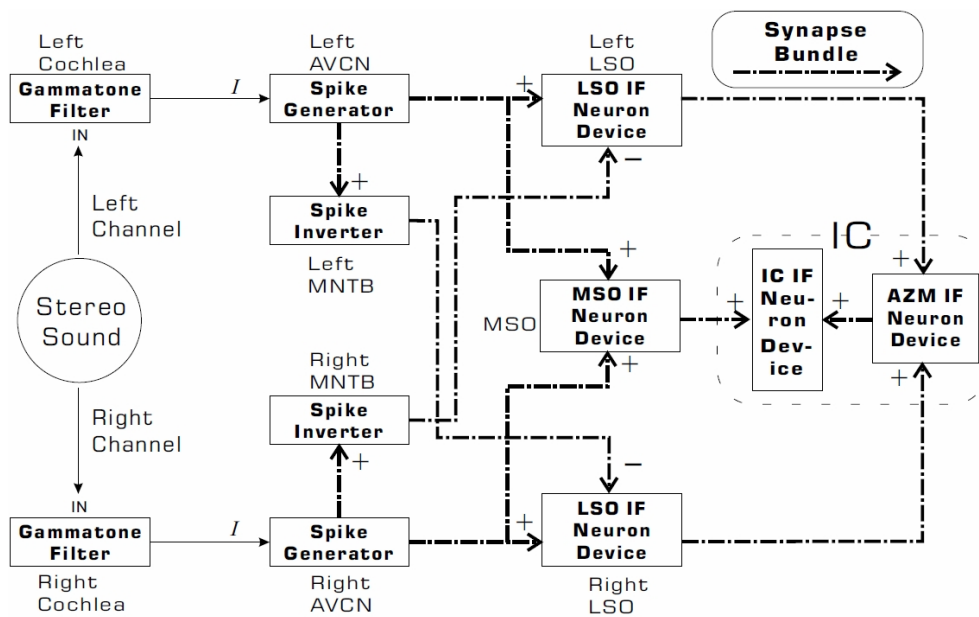 Left
Cochlea
Gammatone
Filter
IN
I
Left
AVCN
Spike
Generator
+
Left
LSO
+
LSO IF
Neuron
Device
−
Synapse
Bundle
Left
Channel
+
Spike
Inverter
Left
MNTB
Stereo
Sound
MSO
+
MSO IF
Neuron
Device
+
IC
+
IC IF
Neu-
ron
Dev-
ice
+
+
AZM IF
Neuron
Device
+
Right
MNTB
Spike
Inverter
+
Right
Channel
IN
Gammatone
Filter
Right
Cochlea
I
Spike
Generator
Right
AVCN
+
−
LSO IF
Neuron
Device
Right
LSO